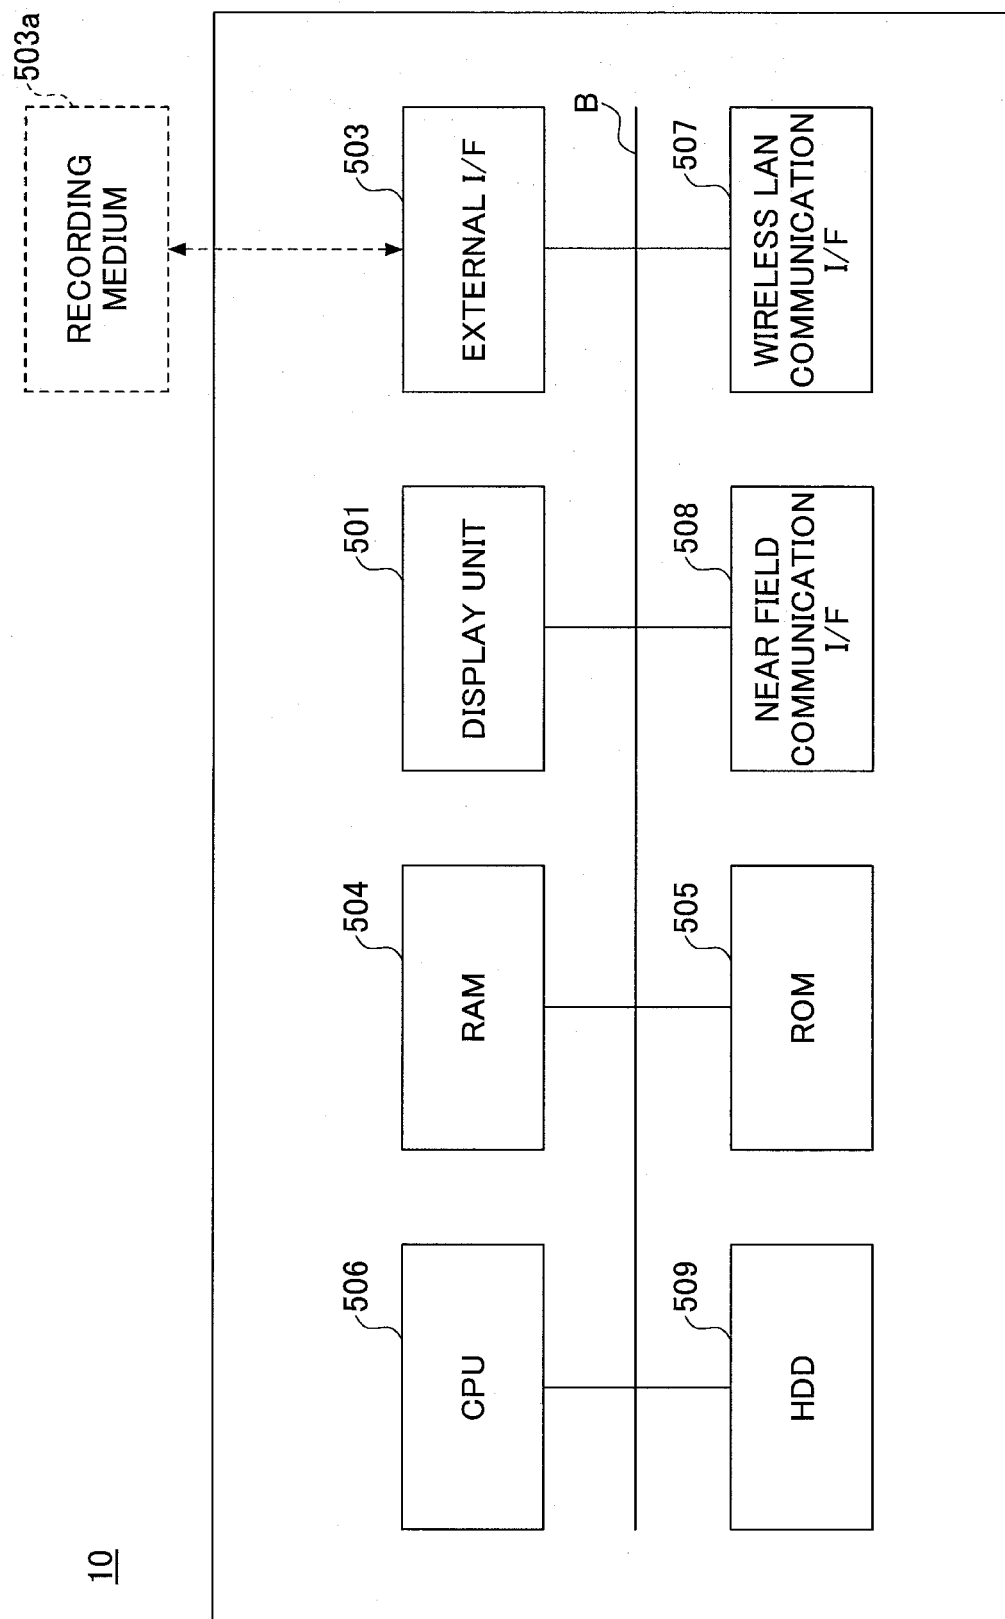 10
503a
RECORDING
MEDIUM
506
CPU
504
RAM
501
DISPLAY UNIT
503
EXTERNAL I/F
B
509
HDD
505
ROM
508
NEAR FIELD
COMMUNICATION
I/F
507
WIRELESS LAN
COMMUNICATION
I/F